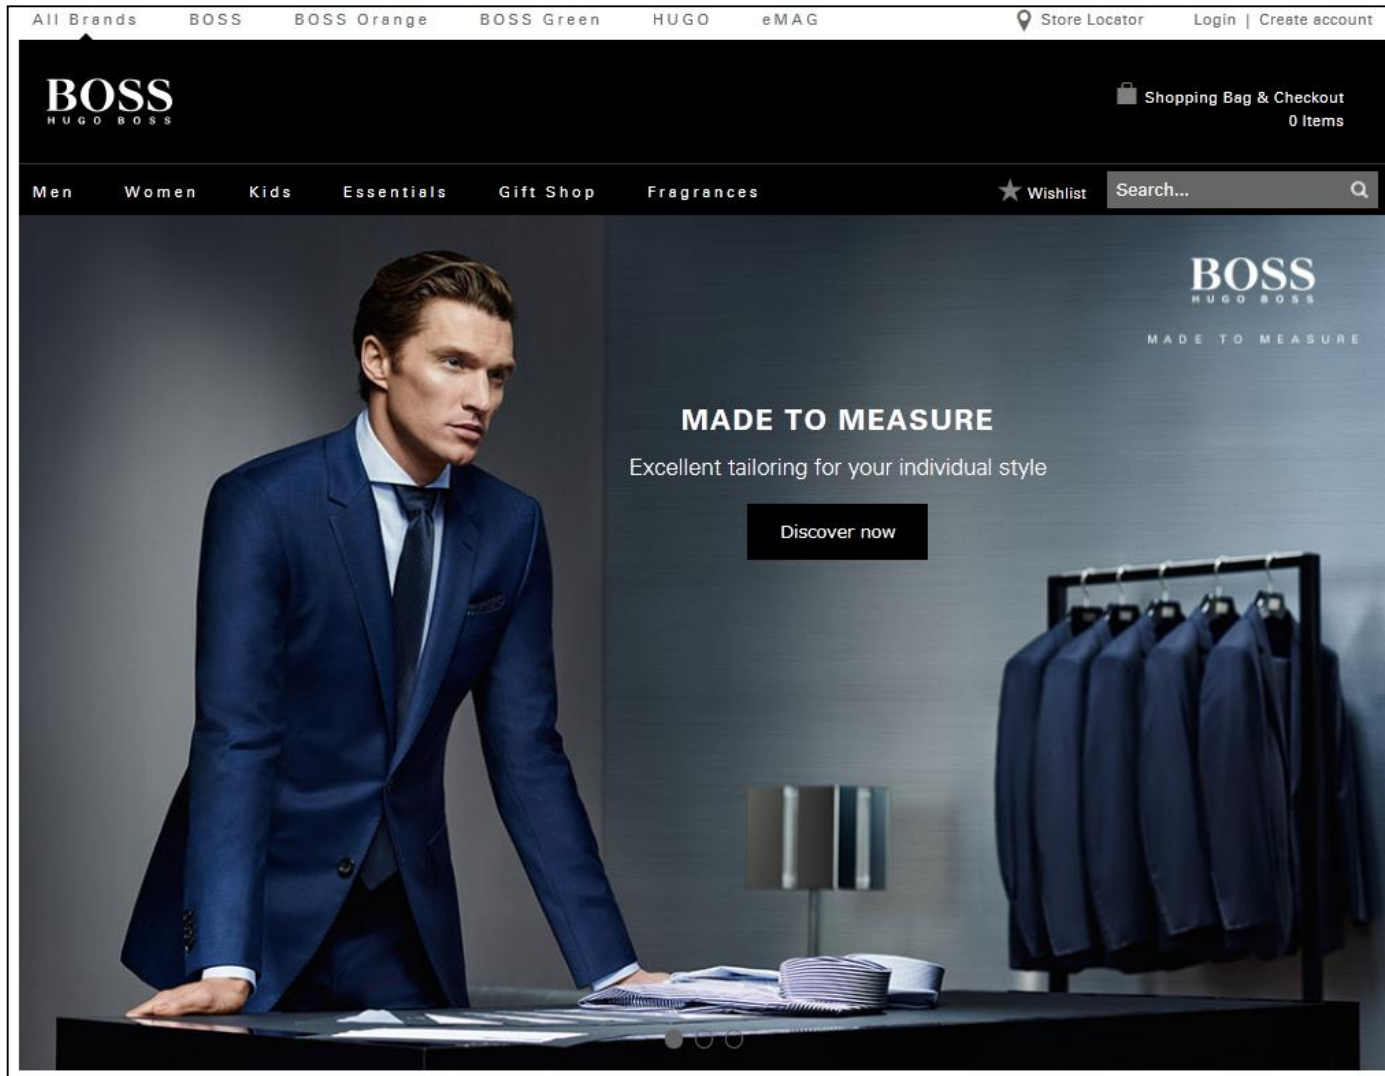 All Brands BOSS BOSS Orange BOSS Green HUGO eMAG Store Locator Login | Create account
BOSS
HUGO BOSS
Shopping Bag & Checkout
0 Items
Men Women Kids Essentials Gift Shop Fragrances Wishlist Search...
BOSS
HUGO BOSS
MADE TO MEASURE
MADE TO MEASURE
Excellent tailoring for your individual style
Discover now